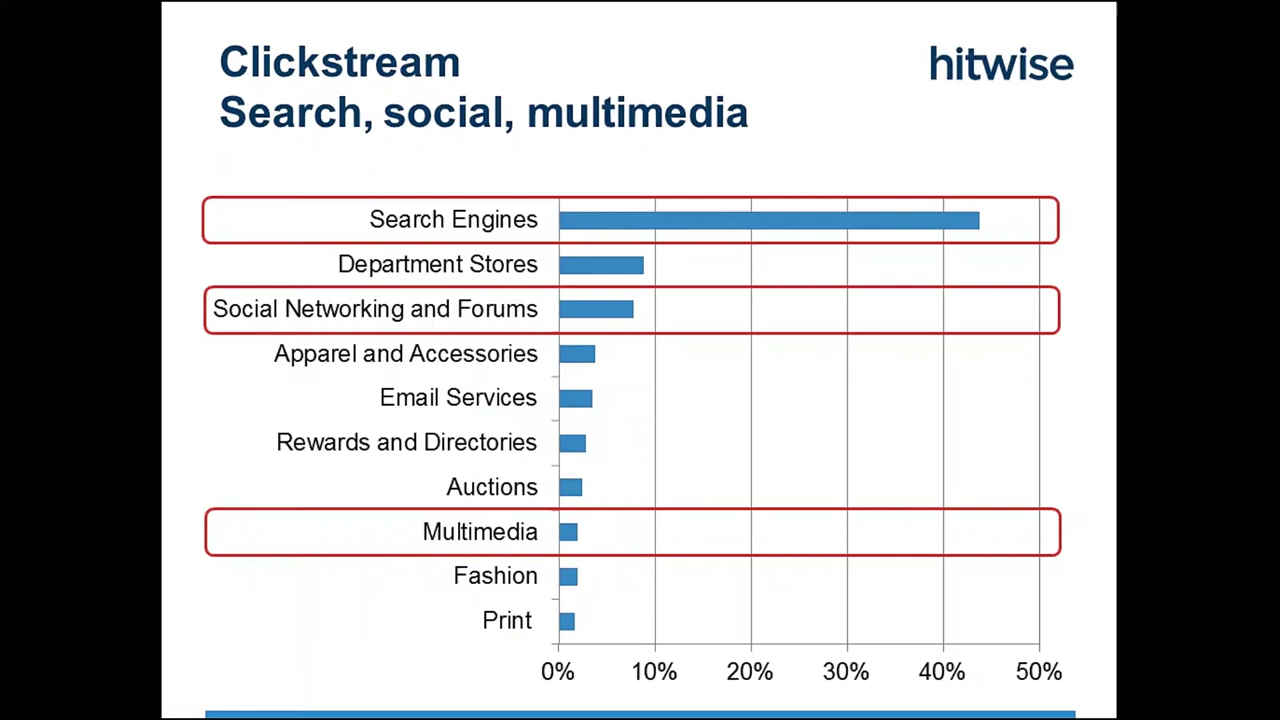 Clickstream
Search, social, multimedia
hitwise
Search Engines
Department Stores
Social Networking and Forums
Apparel and Accessories
Email Services
Rewards and Directories
Auctions
Multimedia
Fashion
Print
0% 10% 20% 30% 40% 50%